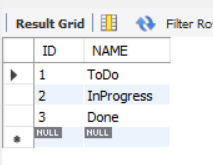 Result Grid Filter Ro
ID NAME
1 ToDo
2 InProgress
3 Done
NULL NULL